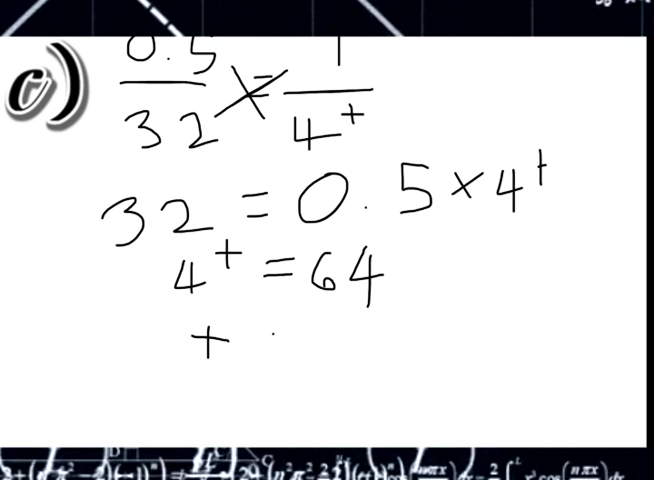 c)
0.5/32 = 1/4^t
32 = 0.5 × 4^t
4^t = 64
t